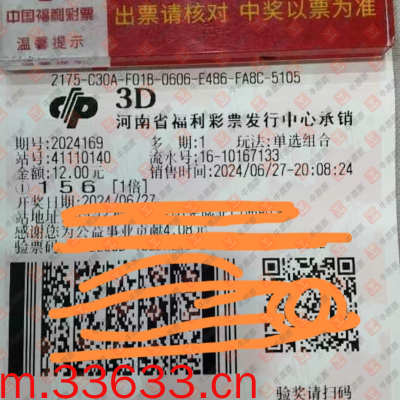 中国福利彩票
温馨提示
出票请核对 中奖以票为准
2175-C30A-F01B-0606-E486-FA8C-5105
3D
河南省福利彩票发行中心承销
期号:2024169 多 期:1 玩法:单选组合
站号:41110140 流水号:16-10167133
金额:12.00元 销售时间:2024/06/27-20:08:24
① 1 5 6 [1倍]
开奖日期:2024/06/27
站地址:
感谢您为公益事业贡献4.08元
验票码
m.33633.cn
验奖请扫码